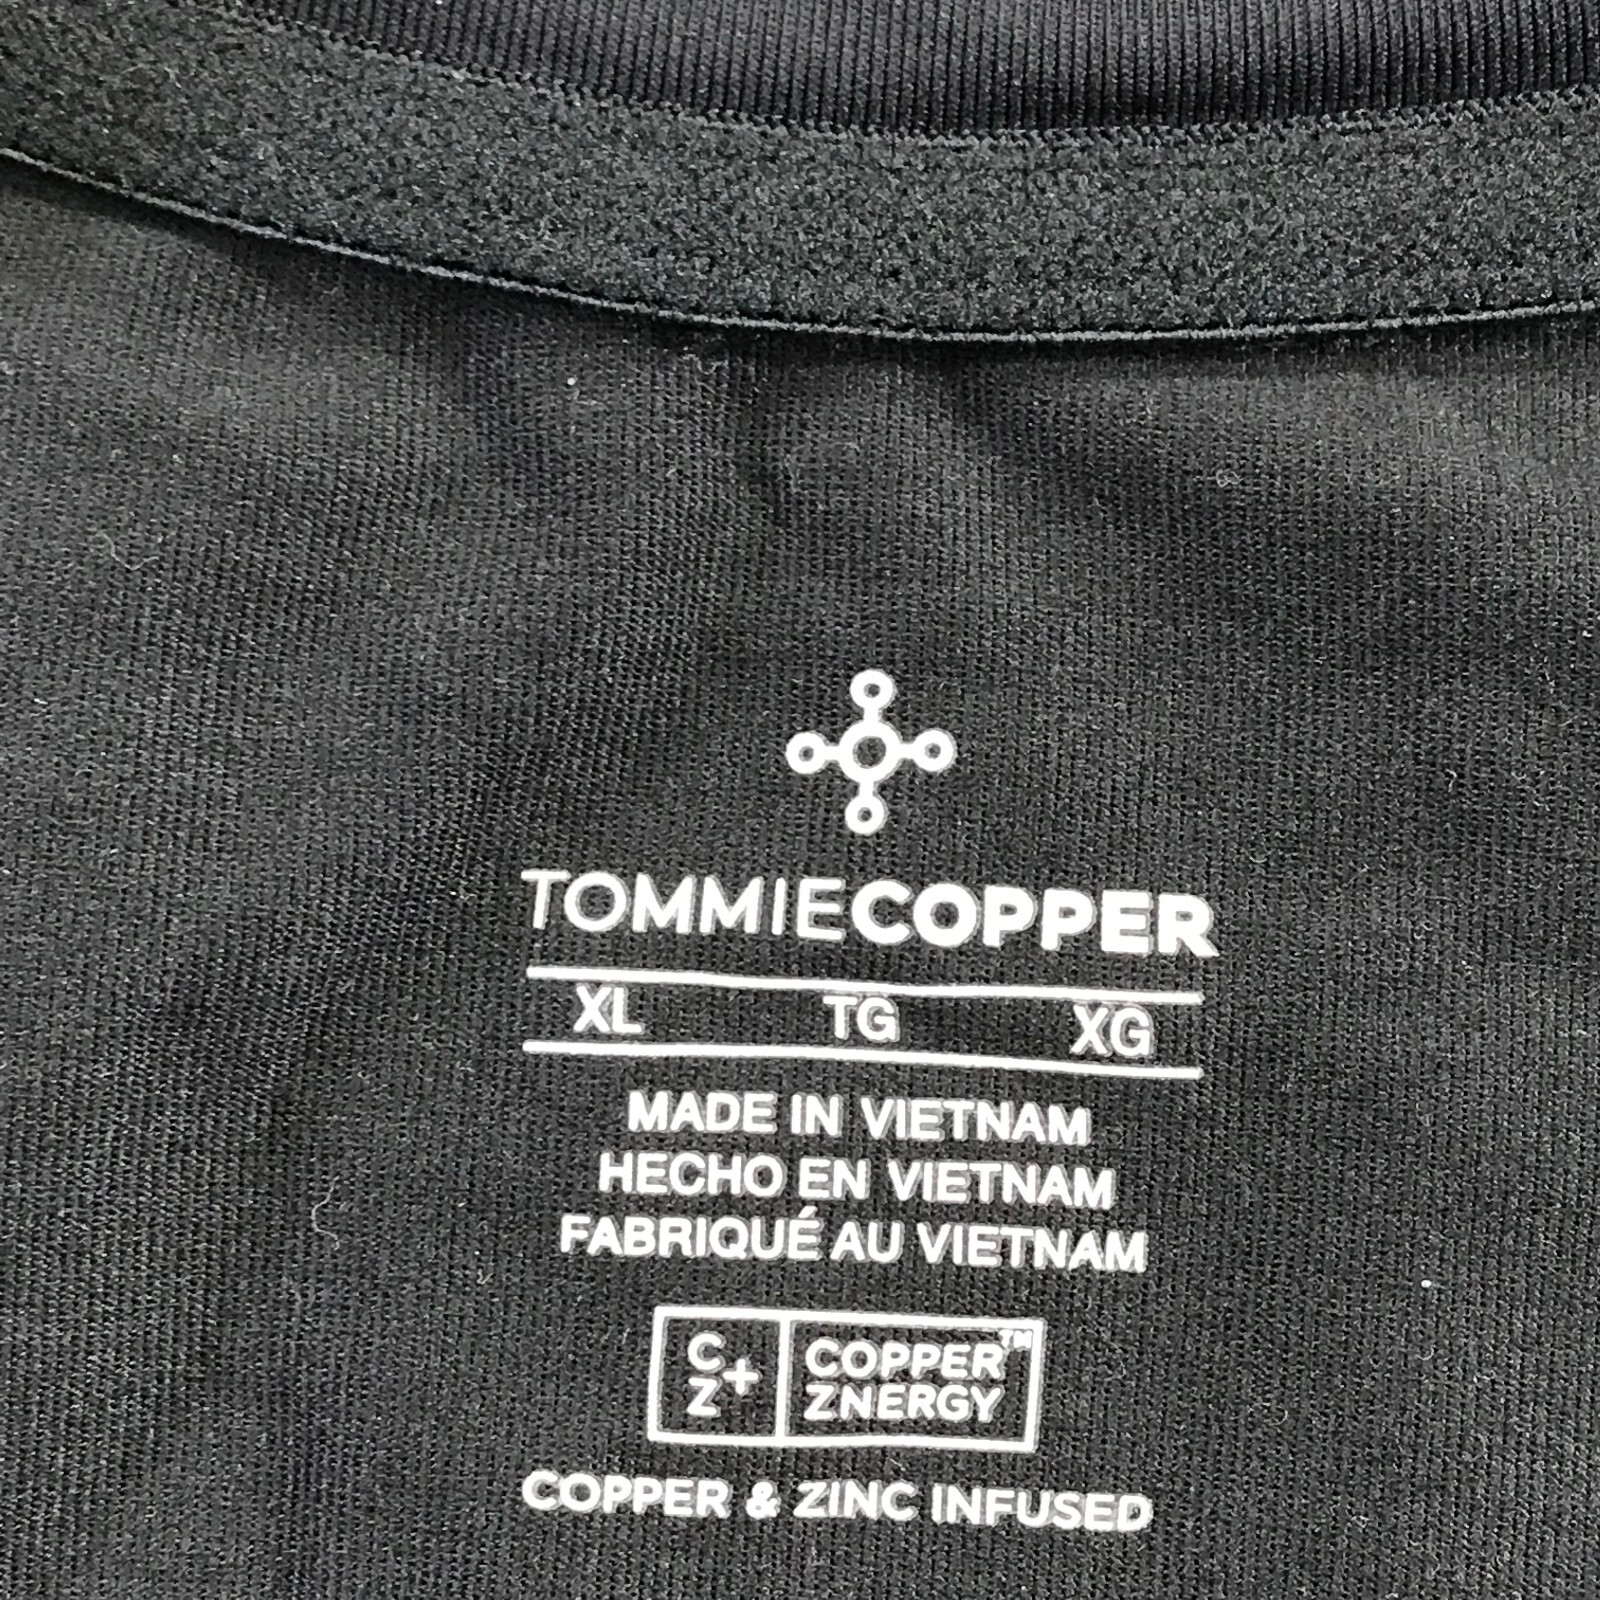 TOMMIECOPPER
XL TG XG
MADE IN VIETNAM
HECHO EN VIETNAM
FABRIQUÉ AU VIETNAM
C
Z+
COPPER™
ZNERGY
COPPER & ZINC INFUSED